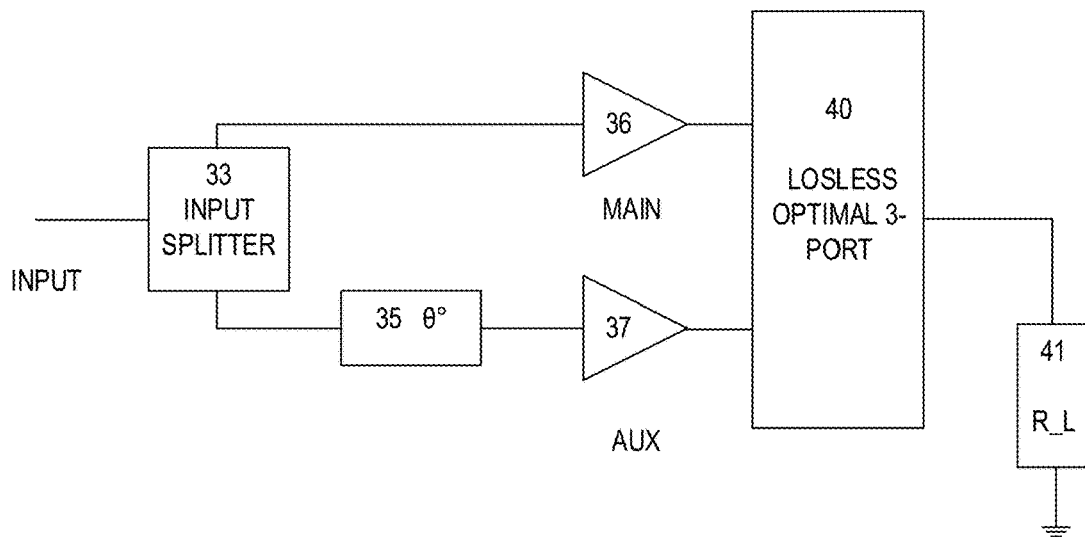 INPUT
33
INPUT
SPLITTER
35 θ°
36
MAIN
37
AUX
40
LOSLESS
OPTIMAL 3-
PORT
41
R_L